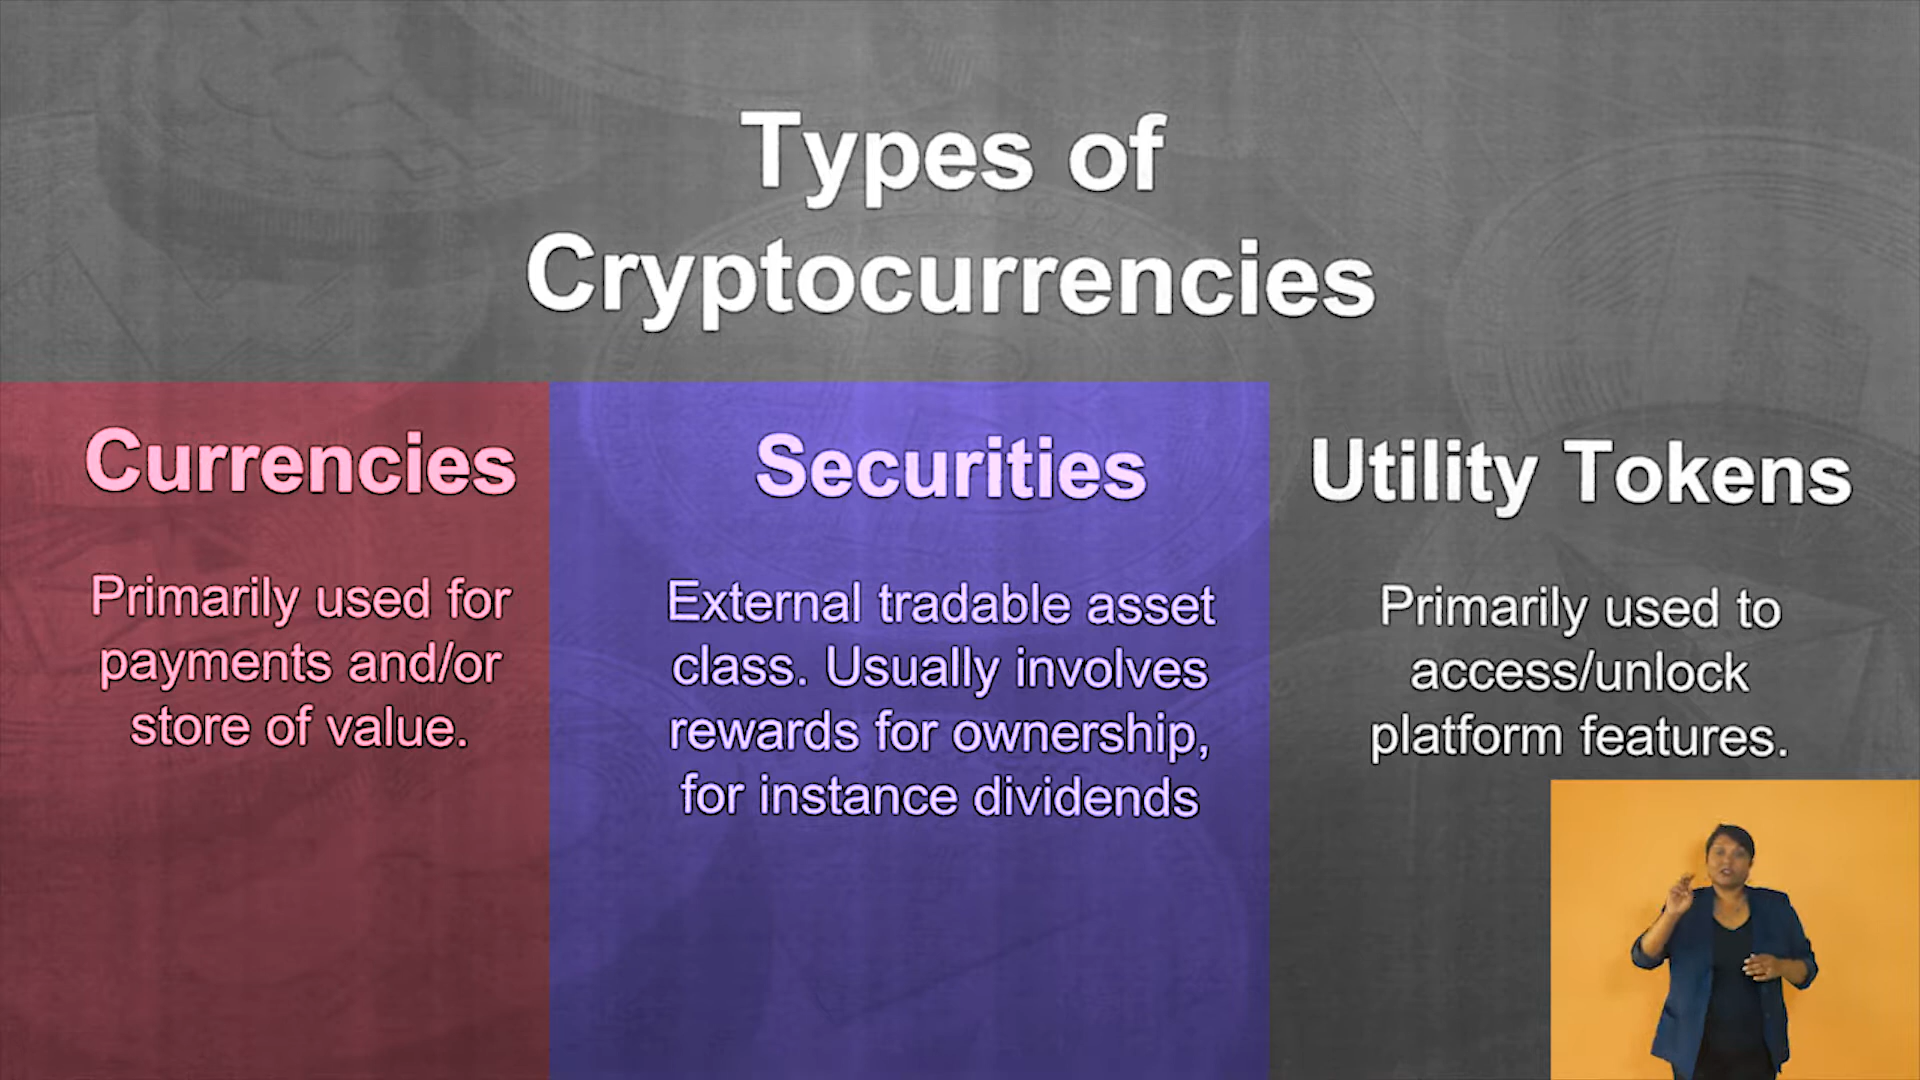 Types of
Cryptocurrencies
Currencies
Primarily used for
payments and/or
store of value.
Securities
External tradable asset
class. Usually involves
rewards for ownership,
for instance dividends
Utility Tokens
Primarily used to
access/unlock
platform features.